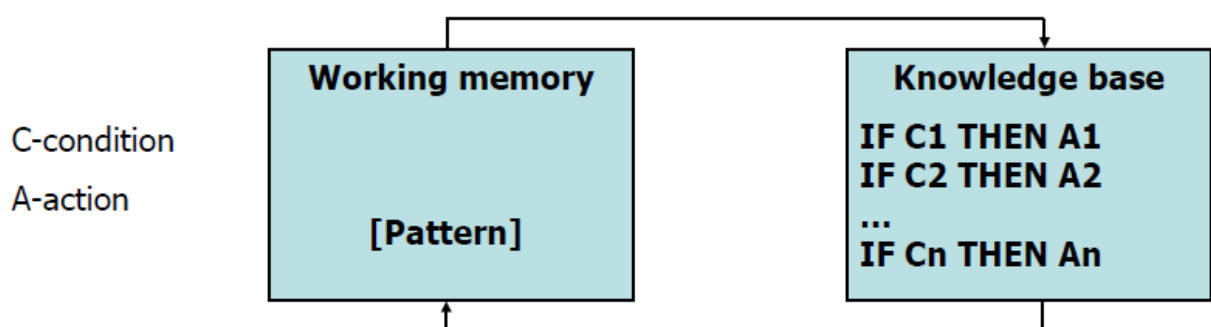 Working memory
Knowledge base
C-condition
IF C1 THEN A1
A-action
IF C2 THEN A2
...
[Pattern]
IF Cn THEN An